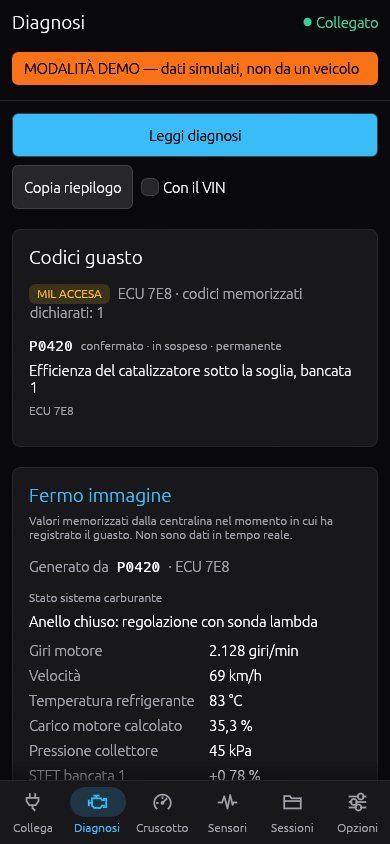 Diagnosi
Collegato
MODALITÀ DEMO — dati simulati, non da un veicolo
Leggi diagnosi
Copia riepilogo
Con il VIN
Codici guasto
MIL ACCESA ECU 7E8 · codici memorizzati
dichiarati: 1
P0420 confermato · in sospeso · permanente
Efficienza del catalizzatore sotto la soglia, bancata
1
ECU 7E8
Fermo immagine
Valori memorizzati dalla centralina nel momento in cui ha
registrato il guasto. Non sono dati in tempo reale.
Generato da P0420 · ECU 7E8
Stato sistema carburante
Anello chiuso: regolazione con sonda lambda
Giri motore 2.128 giri/min
Velocità 69 km/h
Temperatura refrigerante 83 °C
Carico motore calcolato 35,3 %
Pressione collettore 45 kPa
STFT bancata 1 +0,78 %
Collega Diagnosi Cruscotto Sensori Sessioni Opzioni